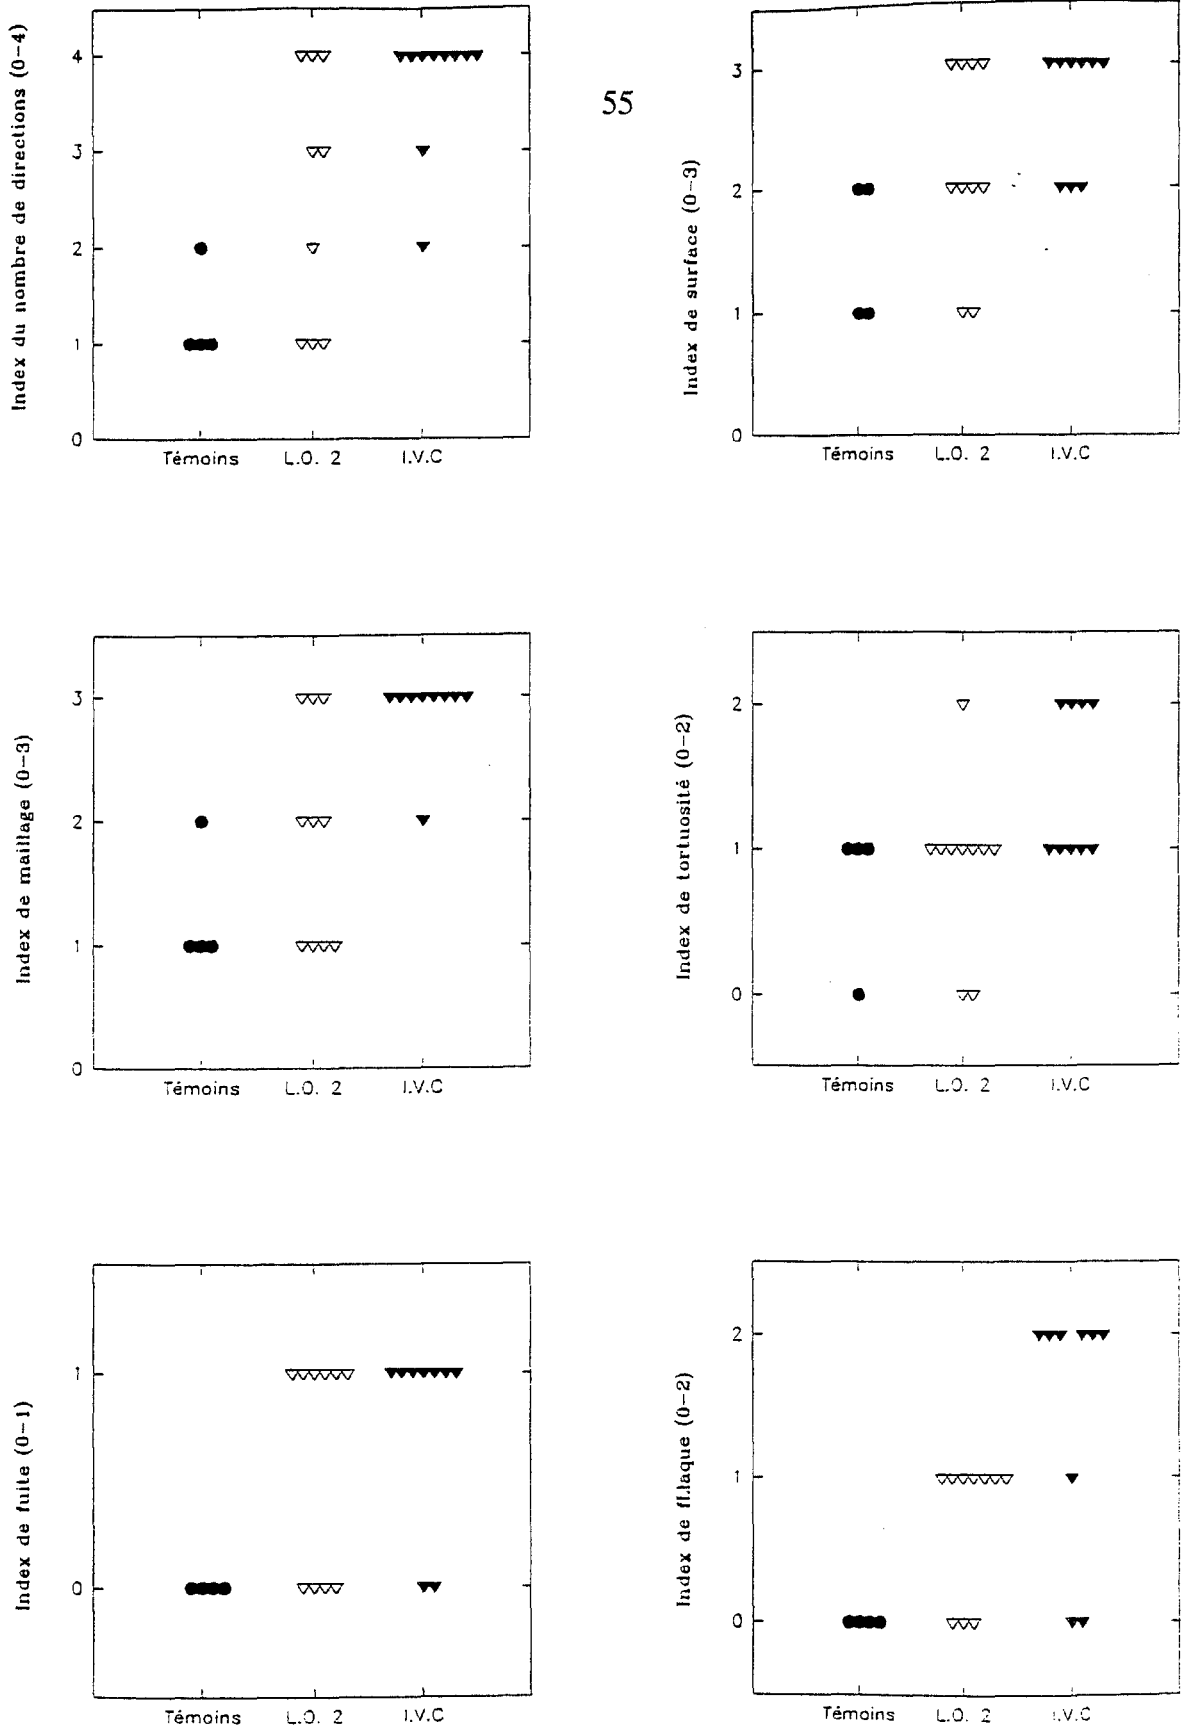 55
Index du nombre de directions (0-4)
4
3
2
1
0
Témoins L.O. 2 I.V.C
Index de surface (0-3)
3
2
1
0
Témoins L.O. 2 I.V.C
Index de maillage (0-3)
3
2
1
0
Témoins L.O. 2 I.V.C
Index de tortuosité (0-2)
2
1
0
Témoins L.O. 2 I.V.C
Index de fuite (0-1)
1
0
Témoins L.O. 2 I.V.C
Index de fl.laque (0-2)
2
1
0
Témoins L.O. 2 I.V.C